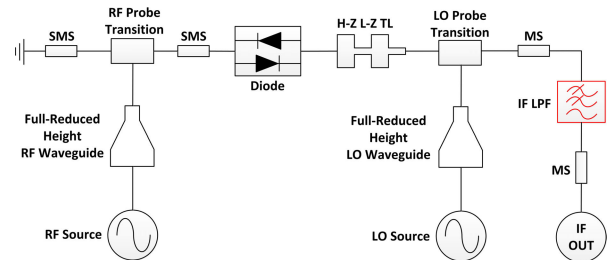 RF Probe
Transition
SMS
SMS
H-Z L-Z TL
LO Probe
Transition
MS
Diode
IF LPF
Full-Reduced
Height
RF Waveguide
Full-Reduced
Height
LO Waveguide
MS
RF Source
LO Source
IF
OUT